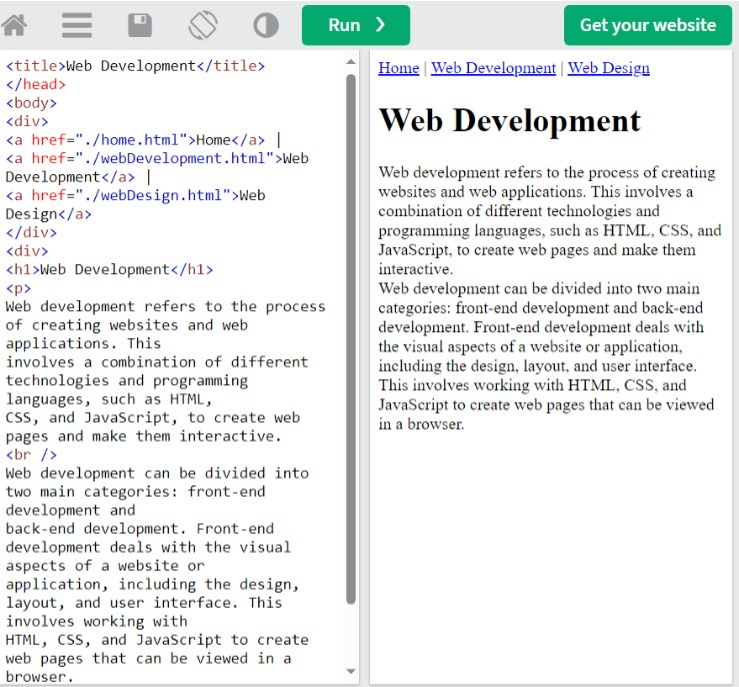 Run ❯
Get your website
<title>Web Development</title>
</head>
<body>
<div>
<a href="./home.html">Home</a> |
<a href="./webDevelopment.html">Web
Development</a> |
<a href="./webDesign.html">Web
Design</a>
</div>
<div>
<h1>Web Development</h1>
<p>
Web development refers to the process
of creating websites and web
applications. This
involves a combination of different
technologies and programming
languages, such as HTML,
CSS, and JavaScript, to create web
pages and make them interactive.
<br />
Web development can be divided into
two main categories: front-end
development and
back-end development. Front-end
development deals with the visual
aspects of a website or
application, including the design,
layout, and user interface. This
involves working with
HTML, CSS, and JavaScript to create
web pages that can be viewed in a
browser.
Home | Web Development | Web Design
Web Development
Web development refers to the process of creating
websites and web applications. This involves a
combination of different technologies and
programming languages, such as HTML, CSS, and
JavaScript, to create web pages and make them
interactive.
Web development can be divided into two main
categories: front-end development and back-end
development. Front-end development deals with
the visual aspects of a website or application,
including the design, layout, and user interface.
This involves working with HTML, CSS, and
JavaScript to create web pages that can be viewed
in a browser.